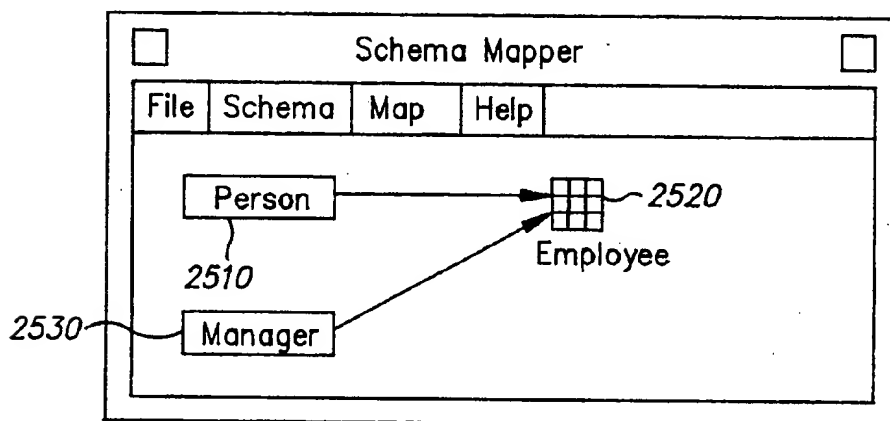 Schema Mapper
File Schema Map Help
Person
2520
Employee
2510
2530
Manager